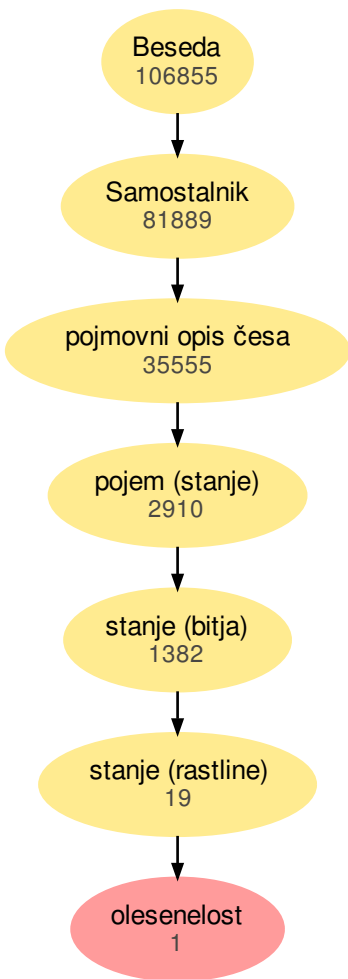 Beseda
106855
Samostalnik
81889
pojmovni opis česa
35555
pojem (stanje)
2910
stanje (bitja)
1382
stanje (rastline)
19
olesenelost
1